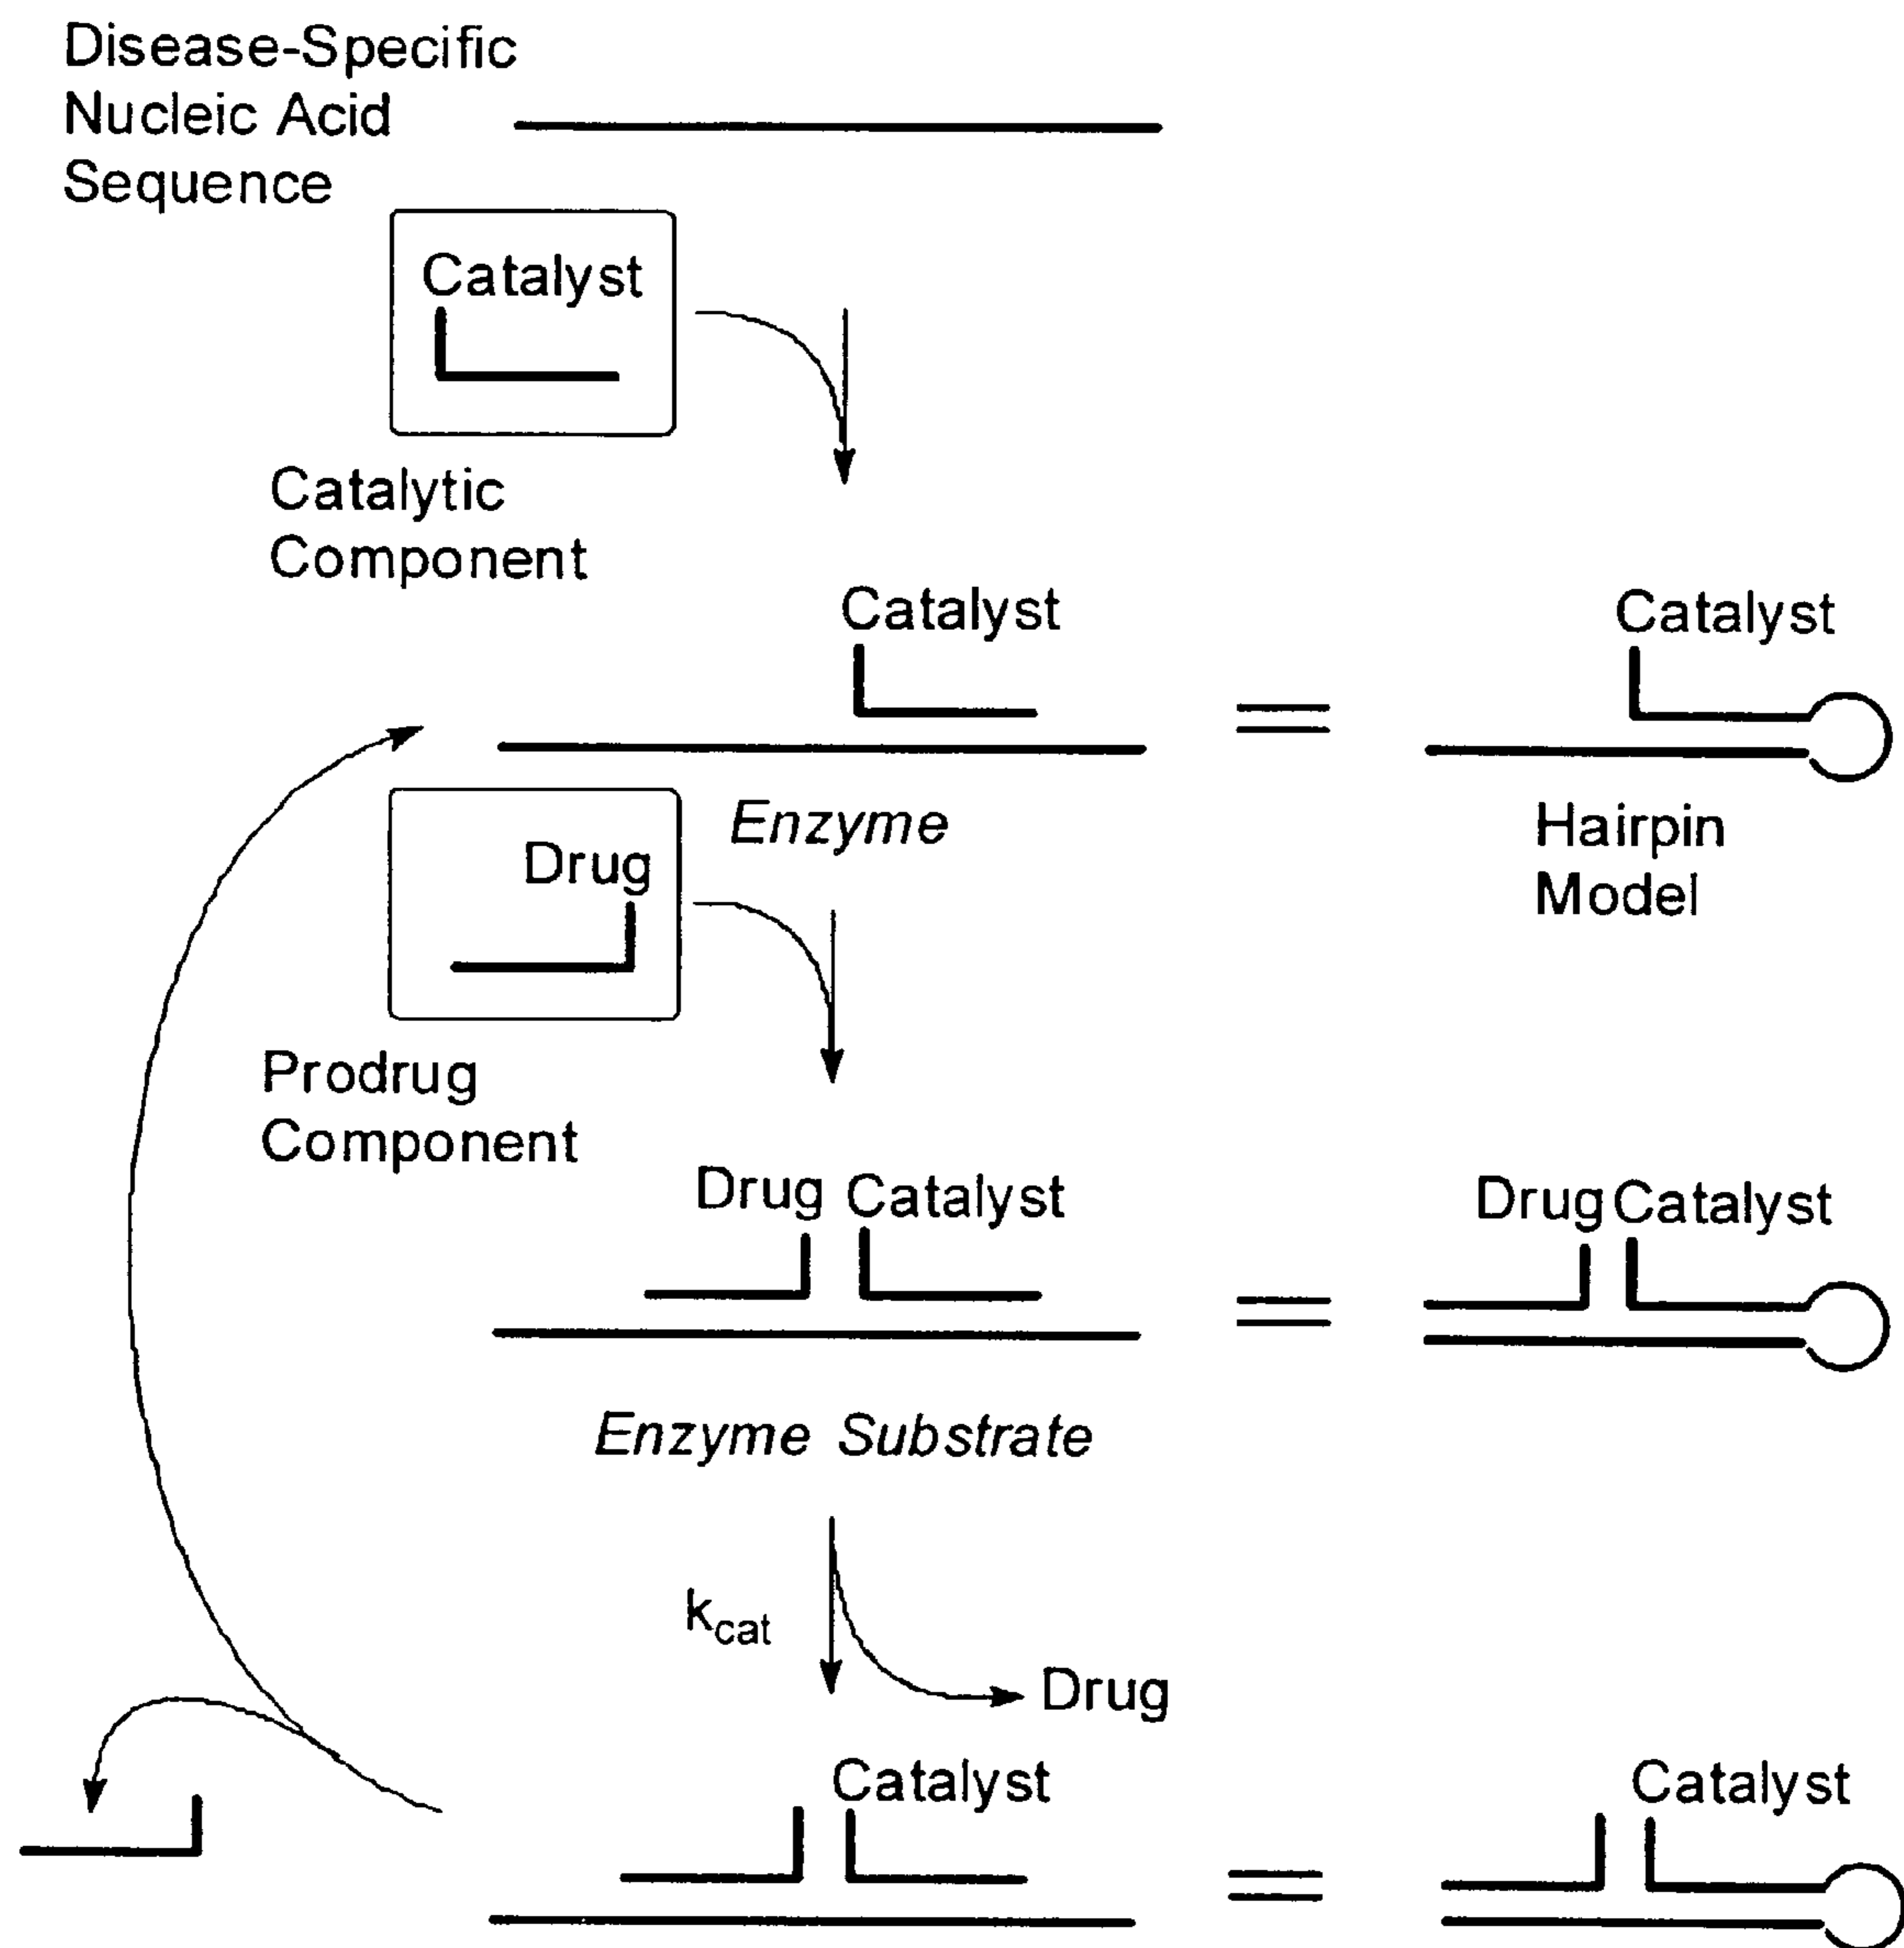 Disease-Specific
Nucleic Acid
Sequence
Catalyst
Catalytic
Component
Catalyst
Catalyst
Enzyme
Hairpin
Model
Drug
Prodrug
Component
Drug Catalyst
Drug Catalyst
Enzyme Substrate
kcat
Drug
Catalyst
Catalyst